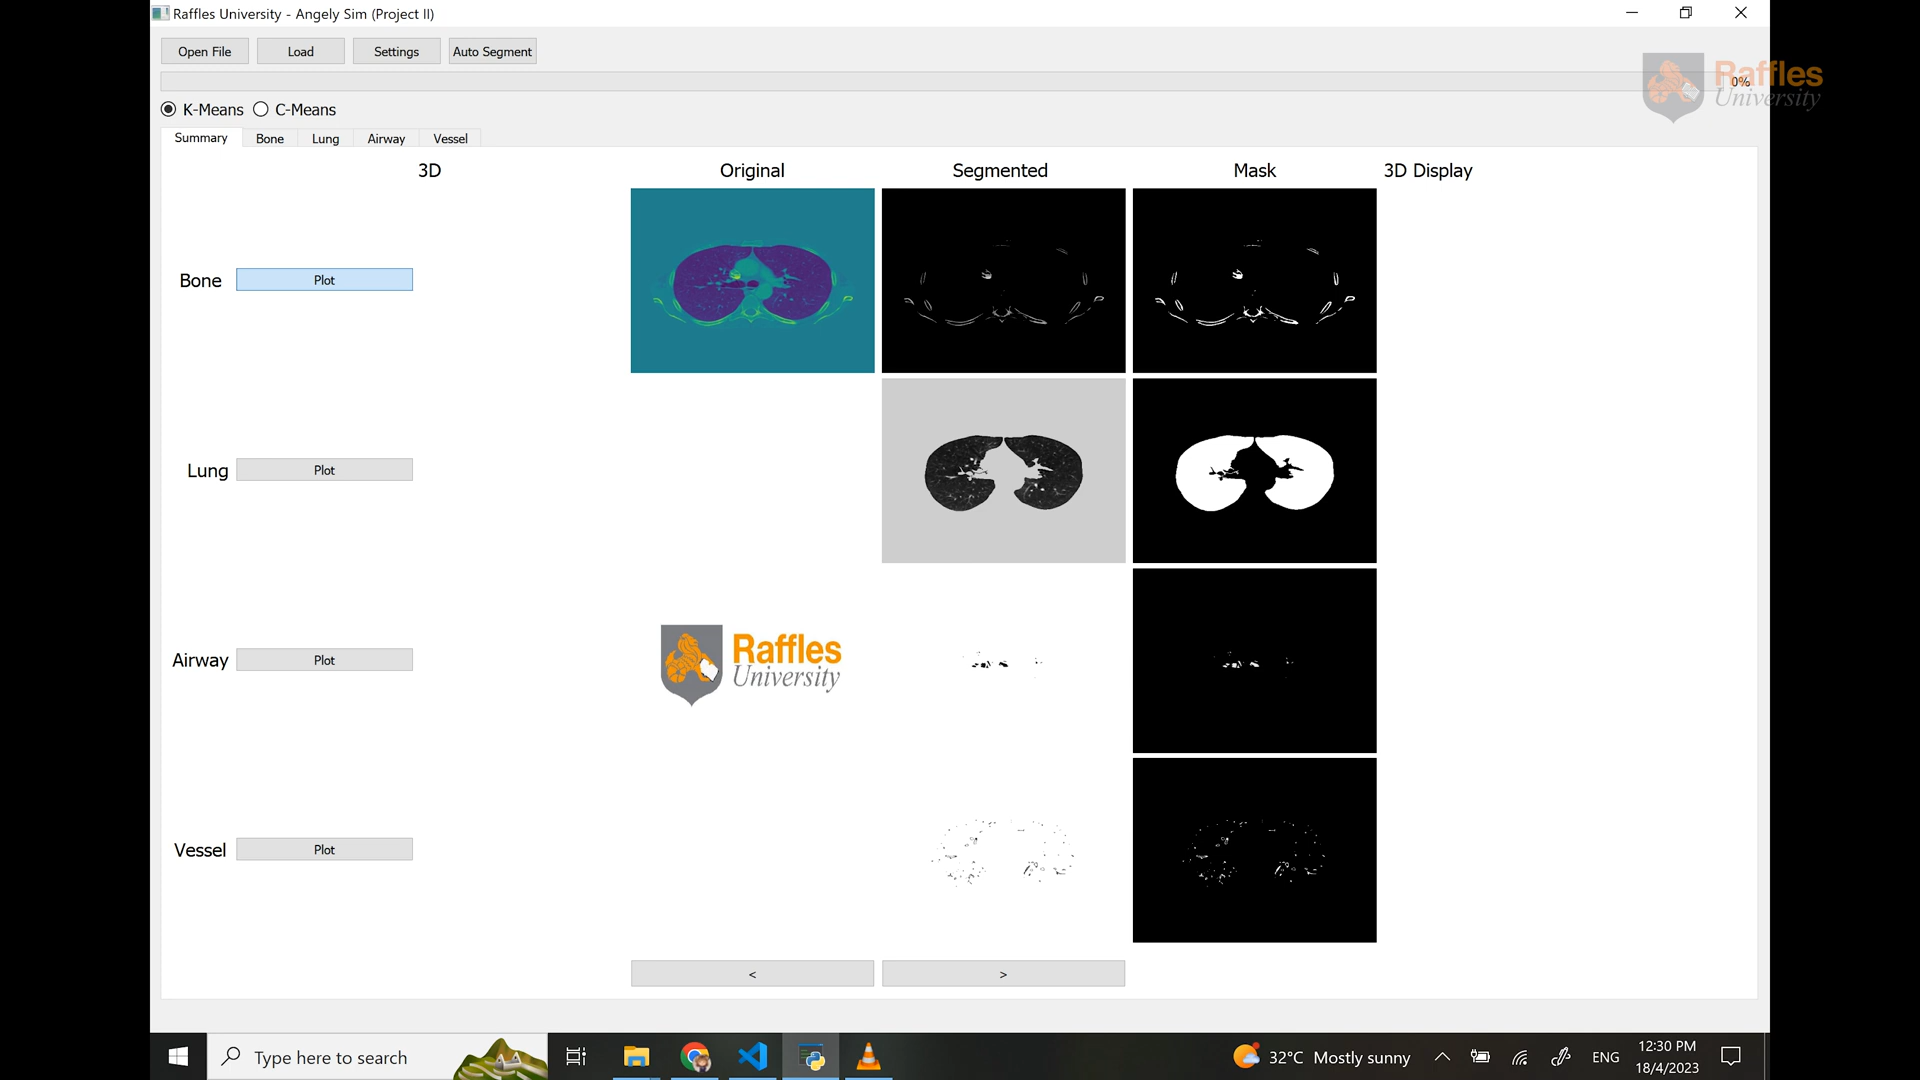 Raffles University - Angely Sim (Project II)
Open File Load Settings Auto Segment
0%
Raffles
University
K-Means C-Means
Summary Bone Lung Airway Vessel
3D Original Segmented Mask 3D Display
Bone Plot
Lung Plot
Airway Plot
Raffles
University
Vessel Plot
< >
Type here to search
32°C Mostly sunny
ENG
12:30 PM
18/4/2023